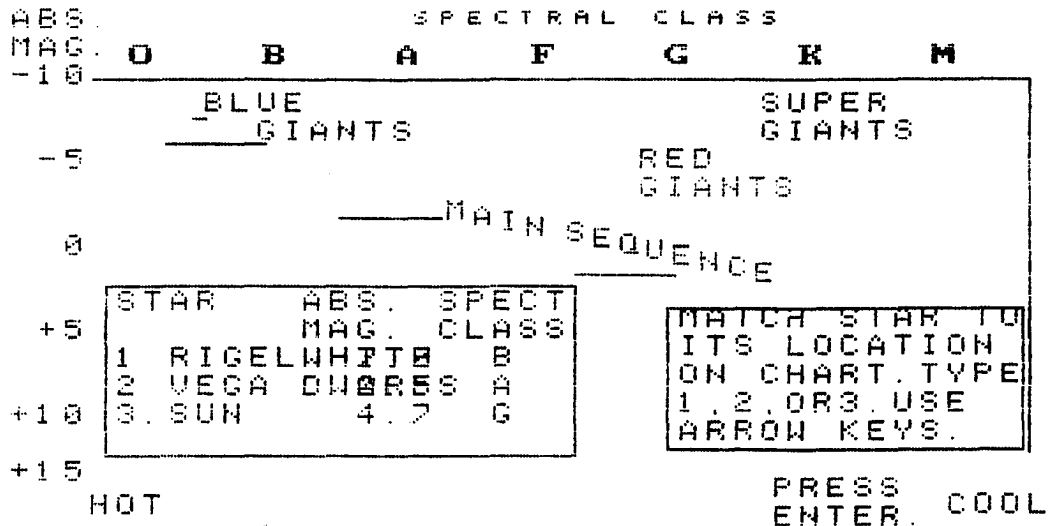 ABS. SPECTRAL CLASS
MAG. O B A F G K M
-10
BLUE GIANTS
SUPER GIANTS
-5
RED GIANTS
MAIN SEQUENCE
0
STAR ABS. SPECT
MAG. CLASS
+5
1 RIGEL B
2 VEGA A
3.SUN 4.7 G
+10
MATCH STAR TO
ITS LOCATION
ON CHART.TYPE
1,2,OR3.USE
ARROW KEYS.
+15
HOT
PRESS
ENTER.
COOL